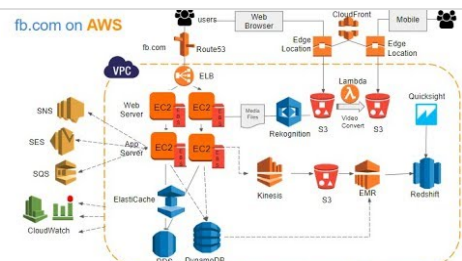 fb.com on AWS
users
Web
Browser
CloudFront
Mobile
fb.com
Route53
Edge
Location
Edge
Location
VPC
ELB
Lambda
Quicksight
SNS
Web
Server
EC2
EC2
Media
Files
Rekognition
S3
Video
Convert
S3
SES
App
Server
EC2
EC2
SQS
Kinesis
S3
EMR
Redshift
ElastiCache
CloudWatch
RDS
DynamoDB